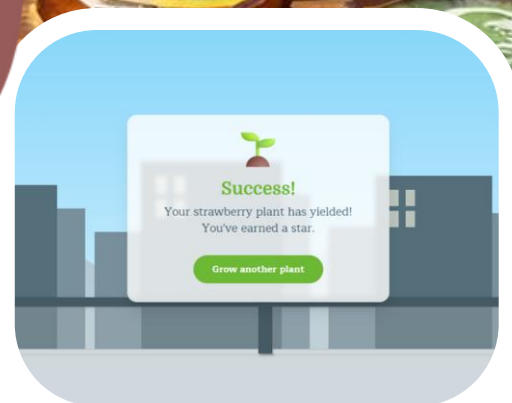 Success!
Your strawberry plant has yielded!
You've earned a star.
Grow another plant